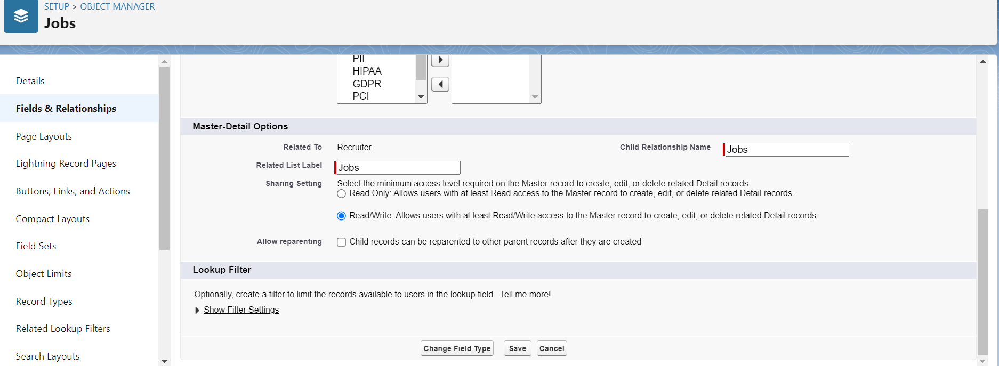 SETUP > OBJECT MANAGER
Jobs
Details
Fields & Relationships
Page Layouts
Lightning Record Pages
Buttons, Links, and Actions
Compact Layouts
Field Sets
Object Limits
Record Types
Related Lookup Filters
Search Layouts
PII
HIPAA
GDPR
PCI
Master-Detail Options
Related To Recruiter Child Relationship Name Jobs
Related List Label Jobs
Sharing Setting Select the minimum access level required on the Master record to create, edit, or delete related Detail records:
Read Only: Allows users with at least Read access to the Master record to create, edit, or delete related Detail records.
Read/Write: Allows users with at least Read/Write access to the Master record to create, edit, or delete related Detail records.
Allow reparenting Child records can be reparented to other parent records after they are created
Lookup Filter
Optionally, create a filter to limit the records available to users in the lookup field. Tell me more!
Show Filter Settings
Change Field Type Save Cancel